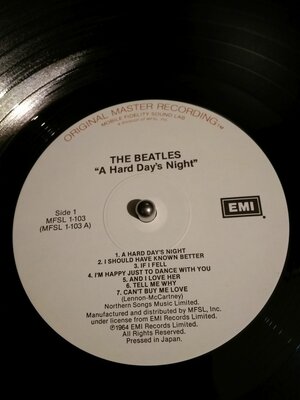 ORIGINAL MASTER RECORDING™
MOBILE FIDELITY SOUND LAB
THE BEATLES
"A Hard Day's Night"
Side 1
MFSL 1-103
(MFSL 1-103 A)
EMI
1. A HARD DAY'S NIGHT
2. I SHOULD HAVE KNOWN BETTER
3. IF I FELL
4. I'M HAPPY JUST TO DANCE WITH YOU
5. AND I LOVE HER
6. TELL ME WHY
7. CAN'T BUY ME LOVE
(Lennon-McCartney)
Northern Songs Music Limited.
Manufactured and distributed by MFSL, Inc.
under license from EMI Records Limited.
℗1964 EMI Records Limited.
All Rights Reserved.
Pressed in Japan.